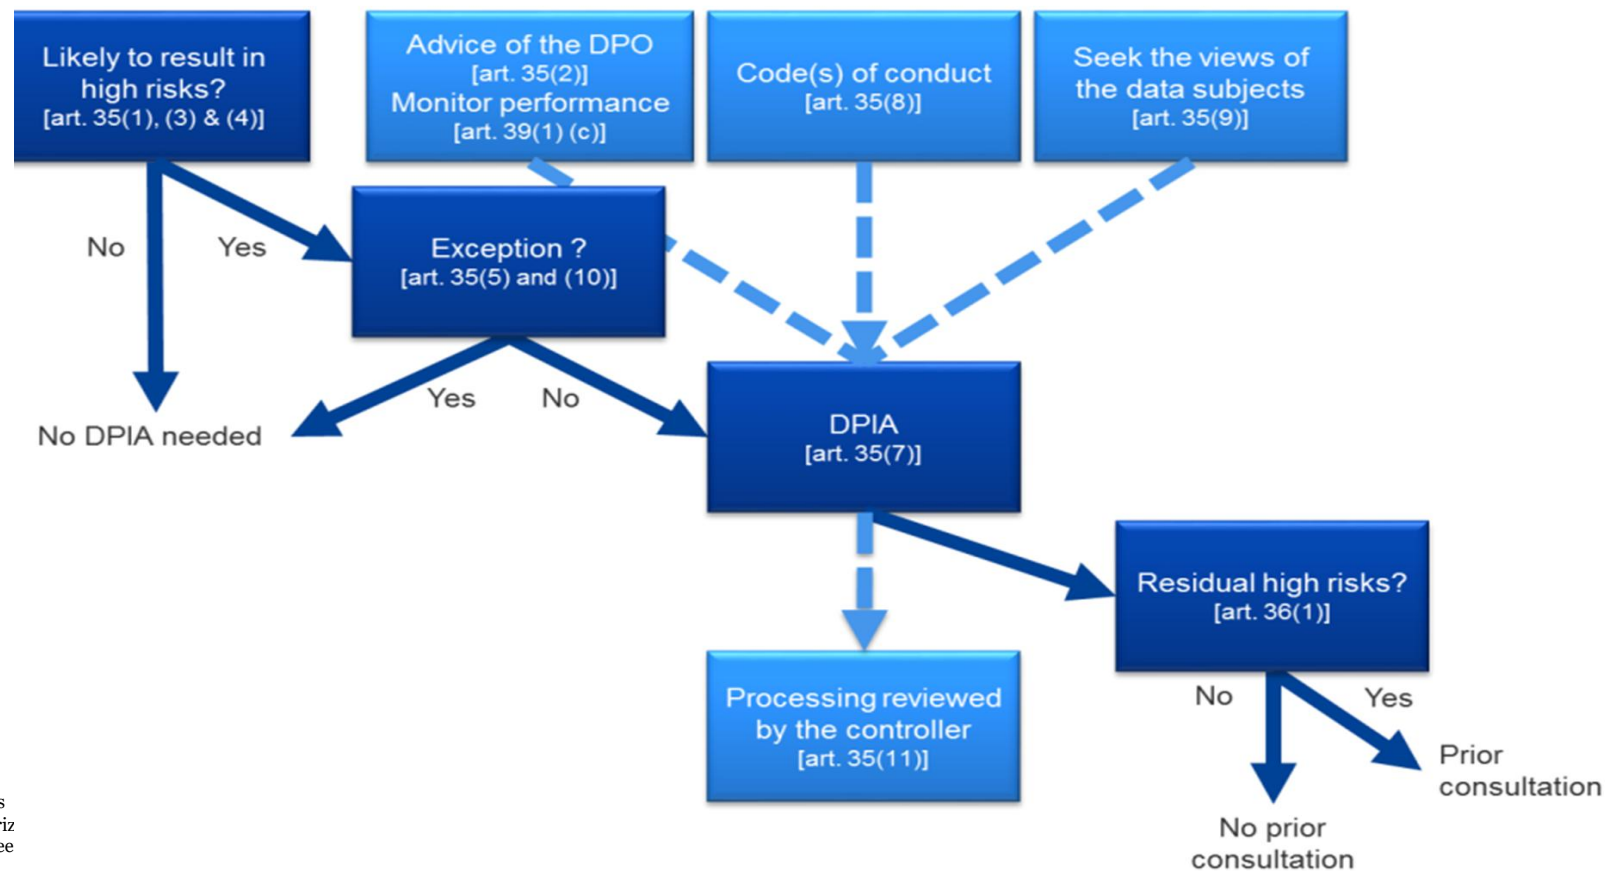 Likely to result in
high risks?
[art. 35(1), (3) & (4)]
Advice of the DPO
[art. 35(2)]
Monitor performance
[art. 39(1) (c)]
Code(s) of conduct
[art. 35(8)]
Seek the views of
the data subjects
[art. 35(9)]
No
Yes
Exception ?
[art. 35(5) and (10)]
Yes
No
No DPIA needed
DPIA
[art. 35(7)]
Residual high risks?
[art. 36(1)]
Processing reviewed
by the controller
[art. 35(11)]
No
Yes
Prior
consultation
No prior
consultation